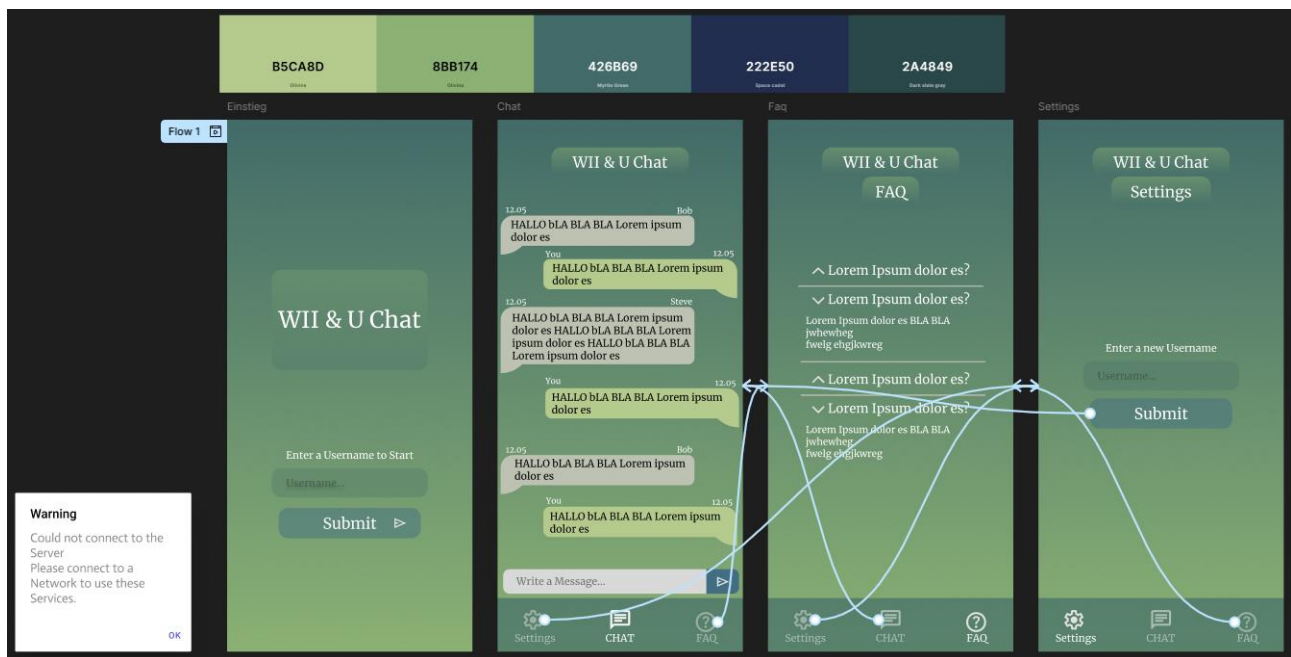 B5CA8D
8BB174
426B69
222E50
2A4849
Olivine
Olivine
Myrtle Green
Space cadet
Dark slate gray
Einstieg
Chat
Faq
Settings
Flow 1
WII & U Chat
Enter a Username to Start
Username...
Submit
Warning
Could not connect to the
Server
Please connect to a
Network to use these
Services.
OK
WII & U Chat
12.05 Bob
HALLO bLA BLA BLA Lorem ipsum
dolor es
You 12.05
HALLO bLA BLA BLA Lorem ipsum
dolor es
12.05 Steve
HALLO bLA BLA BLA Lorem ipsum
dolor es HALLO bLA BLA BLA Lorem
ipsum dolor es HALLO bLA BLA BLA
Lorem ipsum dolor es
You 12.05
HALLO bLA BLA BLA Lorem ipsum
dolor es
12.05 Bob
HALLO bLA BLA BLA Lorem ipsum
dolor es
You 12.05
HALLO bLA BLA BLA Lorem ipsum
dolor es
Write a Message...
Settings CHAT FAQ
WII & U Chat
FAQ
Lorem Ipsum dolor es?
Lorem Ipsum dolor es?
Lorem Ipsum dolor es BLA BLA
jwhewheg
fwelg ehgjkwreg
Lorem Ipsum dolor es?
Lorem Ipsum dolor es?
Lorem Ipsum dolor es BLA BLA
jwhewheg
fwelg ehgjkwreg
Settings CHAT FAQ
WII & U Chat
Settings
Enter a new Username
Username...
Submit
Settings CHAT FAQ